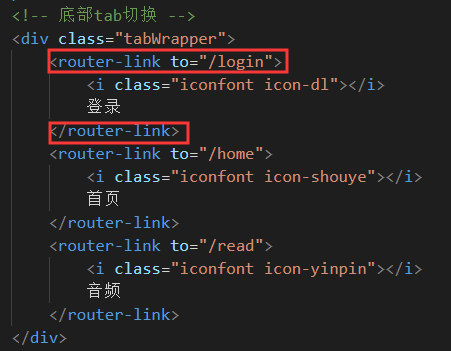 <!-- 底部tab切换 -->
<div class="tabWrapper">
<router-link to="/login">
<i class="iconfont icon-dl"></i>
登录
</router-link>
<router-link to="/home">
<i class="iconfont icon-shouye"></i>
首页
</router-link>
<router-link to="/read">
<i class="iconfont icon-yinpin"></i>
音频
</router-link>
</div>